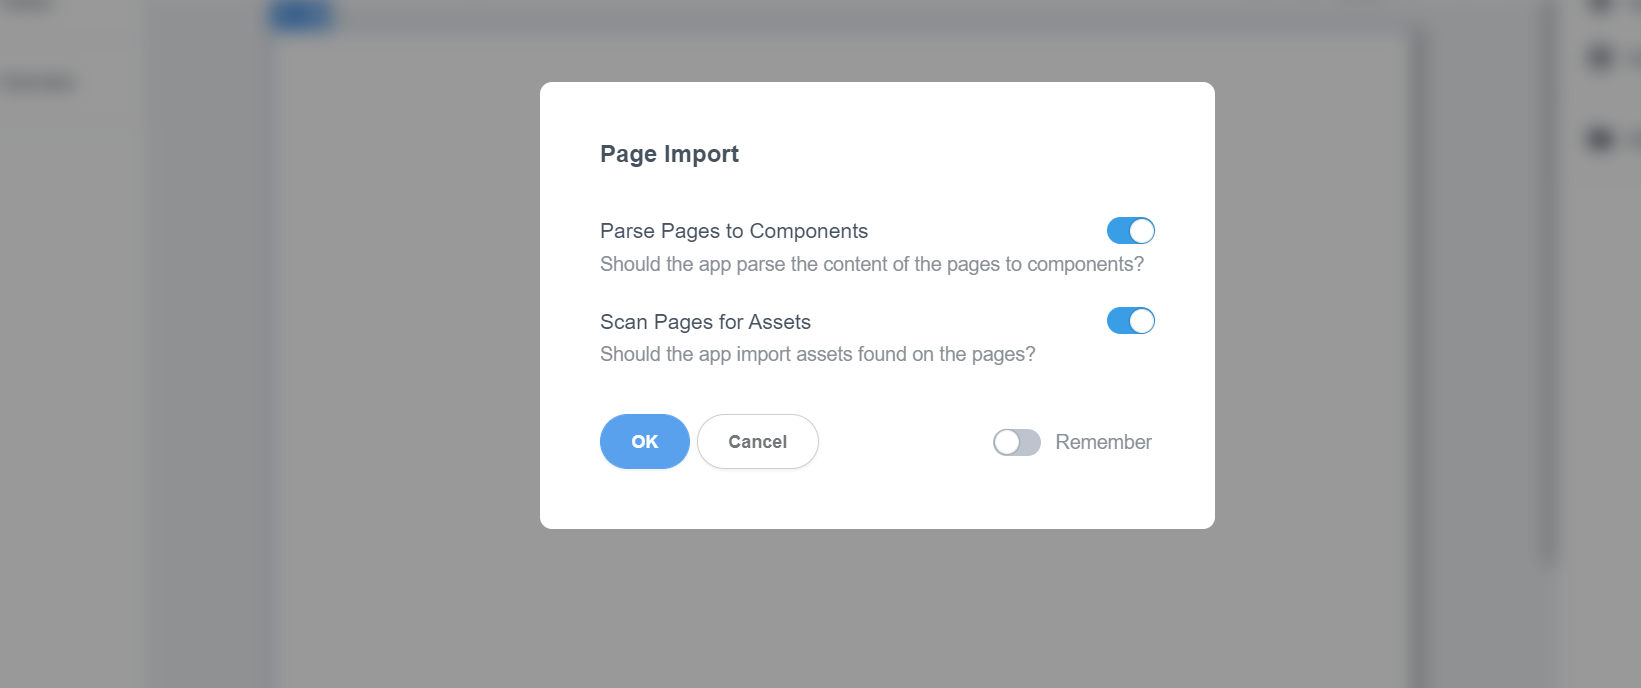 Page Import
Parse Pages to Components
Should the app parse the content of the pages to components?
Scan Pages for Assets
Should the app import assets found on the pages?
OK
Cancel
Remember